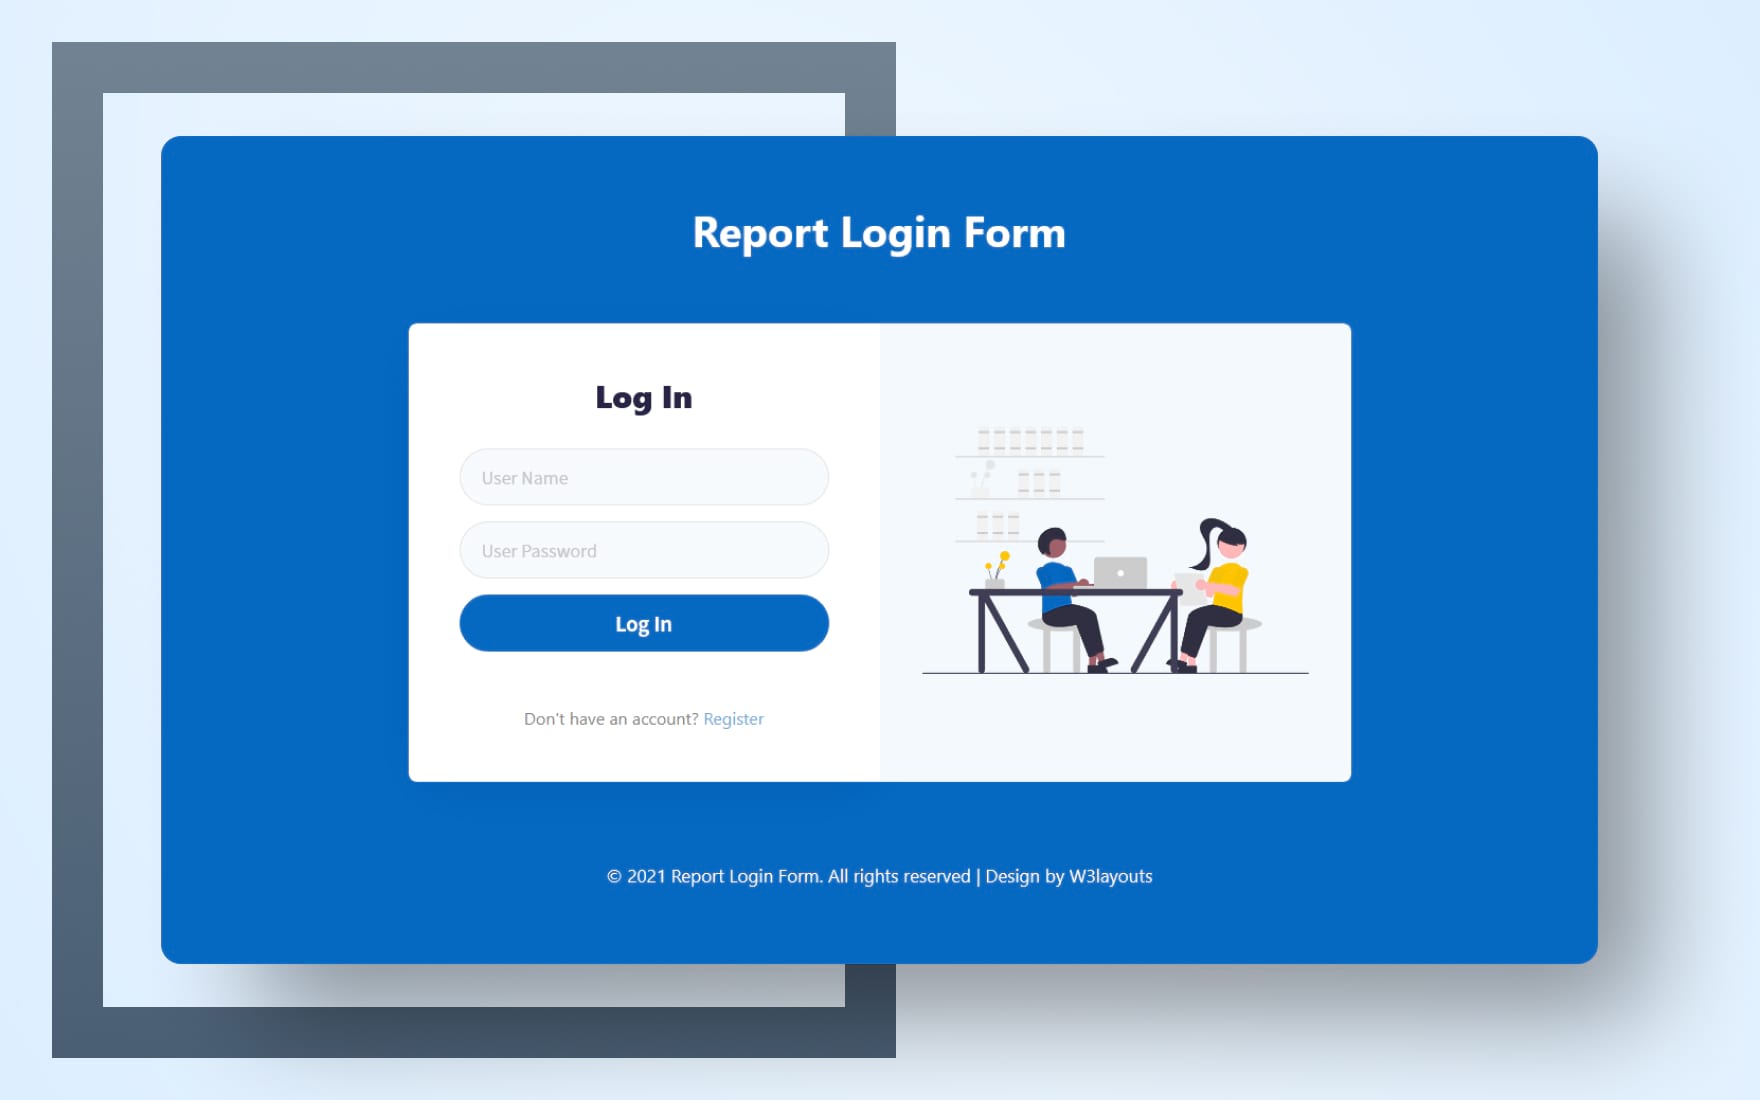 Report Login Form
Log In
User Name
User Password
Log In
Don't have an account? Register
© 2021 Report Login Form. All rights reserved | Design by W3layouts